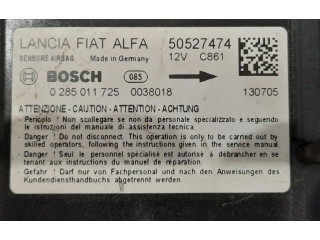 LANCIA FIAT ALFA 50527474
SENSORE AIRBAG Made in Germany 12V C861
BOSCH 085
0 285 011 725 0038018 130705
ATTENZIONE - CAUTION - ATTENTION - ACHTUNG
- Pericolo ! Non scollegare se non da personale specializzato e seguendo
le istruzioni del manuale di assistenza tecnica.
- Danger ! Do not disconnect. This operation is only to be carried out by
skilled personnel, following the instructions given in the service manual.
- Danger ! Seul le personnel spécialisé est autorisé à débrancher en se
tenant aux indications du manuel de réparation.
- Gefahr ! Darf nur von Fachpersonal und nach den Anweisungen des
Kundendiensthandbuchs abgetrennt werden.